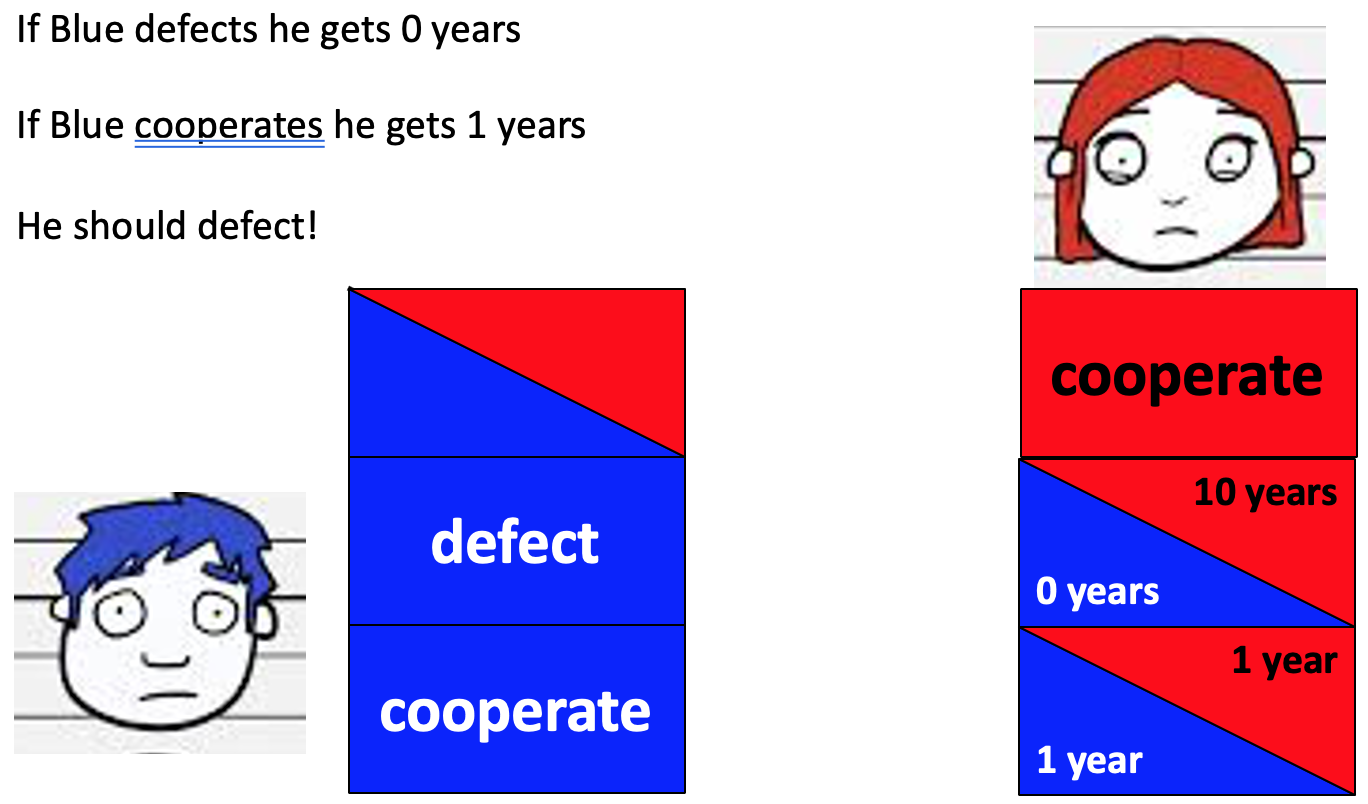 If Blue defects he gets 0 years
If Blue cooperates he gets 1 years
He should defect!
cooperate
defect
10 years
0 years
cooperate
1 year
1 year